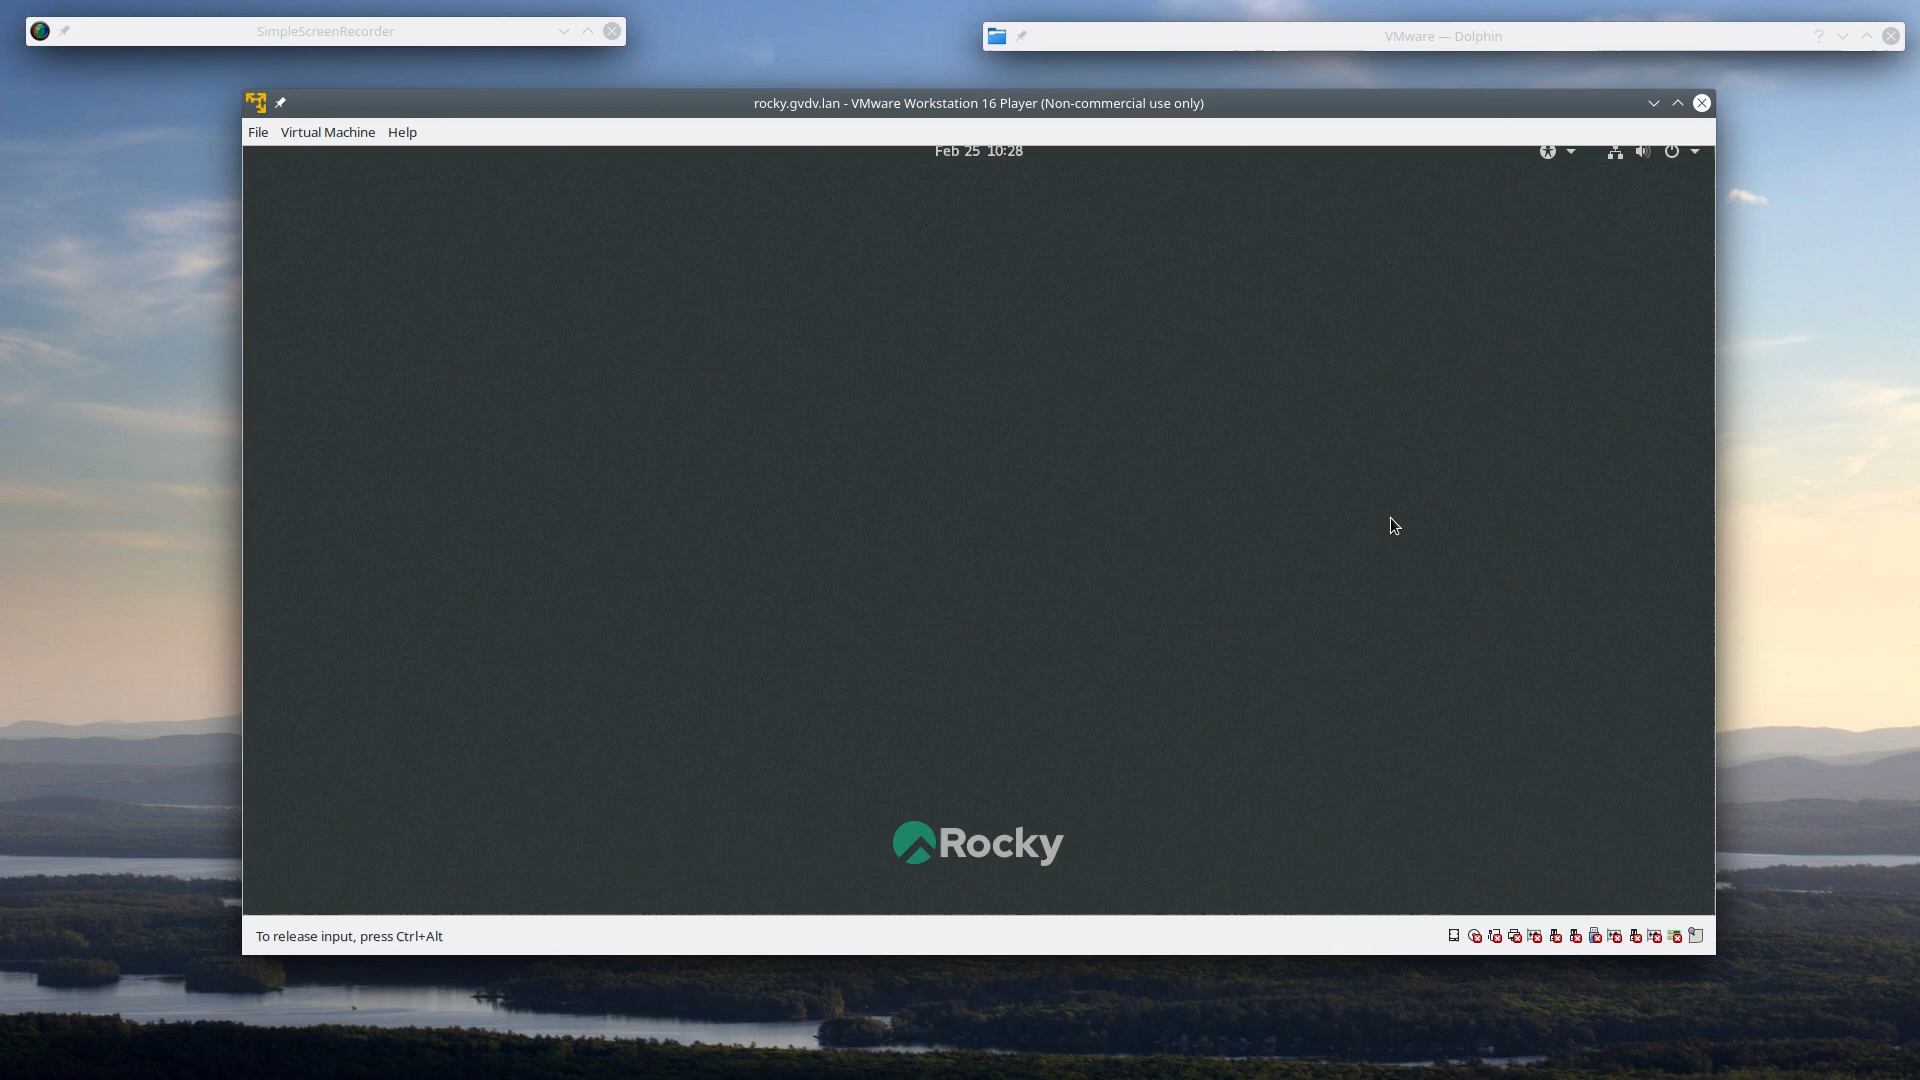 SimpleScreenRecorder
VMware — Dolphin
rocky.gvdv.lan - VMware Workstation 16 Player (Non-commercial use only)
File Virtual Machine Help
Feb 25 10:28
Rocky
To release input, press Ctrl+Alt